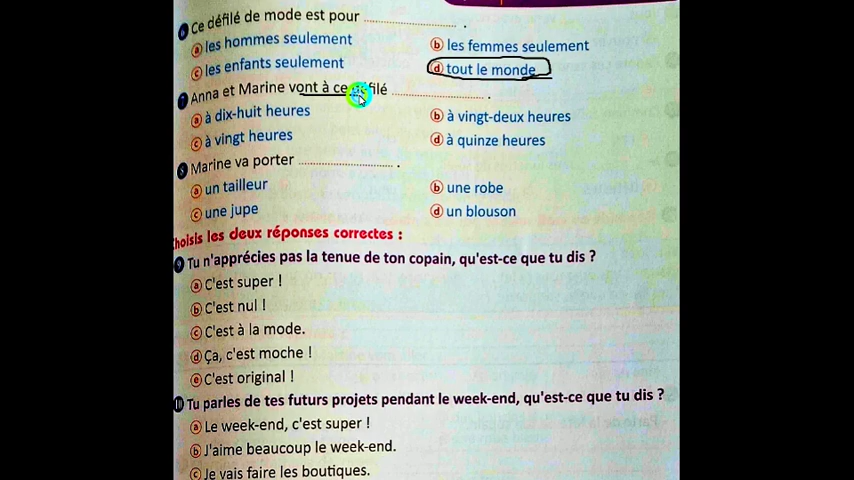 6 Ce défilé de mode est pour .................... .
a les hommes seulement b les femmes seulement
c les enfants seulement d tout le monde
7 Anna et Marine vont à ce défilé .................... .
a à dix-huit heures b à vingt-deux heures
c à vingt heures d à quinze heures
8 Marine va porter .................... .
a un tailleur b une robe
c une jupe d un blouson
Choisis les deux réponses correctes :
9 Tu n'apprécies pas la tenue de ton copain, qu'est-ce que tu dis ?
a C'est super !
b C'est nul !
c C'est à la mode.
d Ça, c'est moche !
e C'est original !
10 Tu parles de tes futurs projets pendant le week-end, qu'est-ce que tu dis ?
a Le week-end, c'est super !
b J'aime beaucoup le week-end.
c Je vais faire les boutiques.